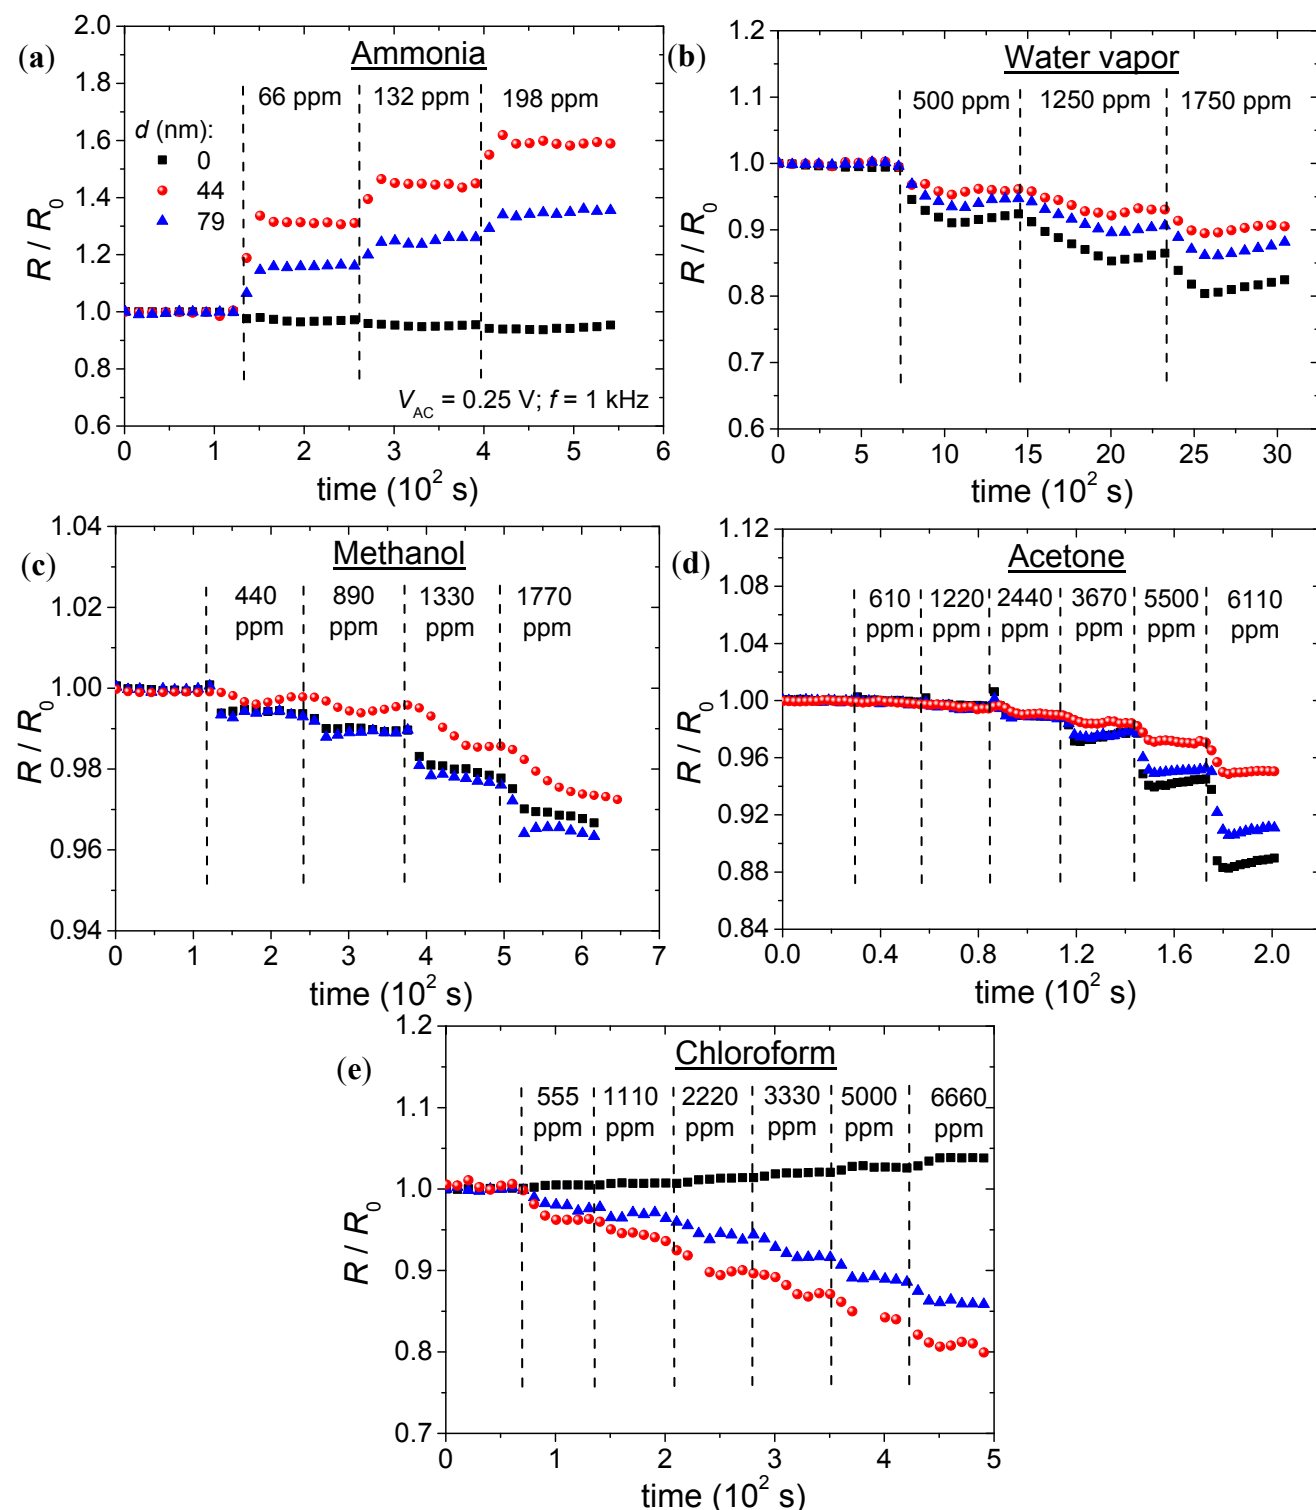 (a)
Ammonia
66 ppm 132 ppm 198 ppm
d (nm):
0
44
79
V_AC = 0.25 V; f = 1 kHz
R / R_0
2.0
1.8
1.6
1.4
1.2
1.0
0.8
0.6
0 1 2 3 4 5 6
time (10^2 s)
(b)
Water vapor
500 ppm 1250 ppm 1750 ppm
R / R_0
1.2
1.1
1.0
0.9
0.8
0.7
0.6
0 5 10 15 20 25 30
time (10^2 s)
(c)
Methanol
440 890 1330 1770
ppm ppm ppm ppm
R / R_0
1.04
1.02
1.00
0.98
0.96
0.94
0 1 2 3 4 5 6 7
time (10^2 s)
(d)
Acetone
610 1220 2440 3670 5500 6110
ppm ppm ppm ppm ppm ppm
R / R_0
1.12
1.08
1.04
1.00
0.96
0.92
0.88
0.84
0.0 0.4 0.8 1.2 1.6 2.0
time (10^2 s)
(e)
Chloroform
555 1110 2220 3330 5000 6660
ppm ppm ppm ppm ppm ppm
R / R_0
1.2
1.1
1.0
0.9
0.8
0.7
0 1 2 3 4 5
time (10^2 s)